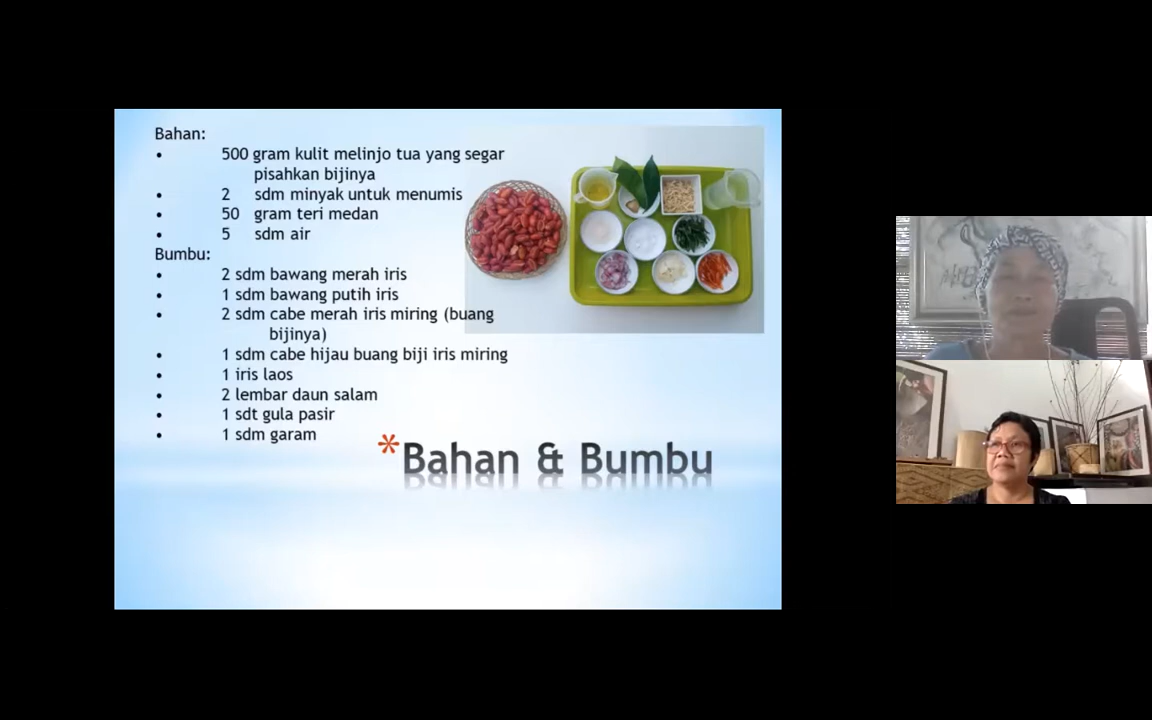 Bahan:
• 500 gram kulit melinjo tua yang segar
pisahkan bijinya
• 2 sdm minyak untuk menumis
• 50 gram teri medan
• 5 sdm air
Bumbu:
• 2 sdm bawang merah iris
• 1 sdm bawang putih iris
• 2 sdm cabe merah iris miring (buang
bijinya)
• 1 sdm cabe hijau buang biji iris miring
• 1 iris laos
• 2 lembar daun salam
• 1 sdt gula pasir
• 1 sdm garam
*Bahan & Bumbu